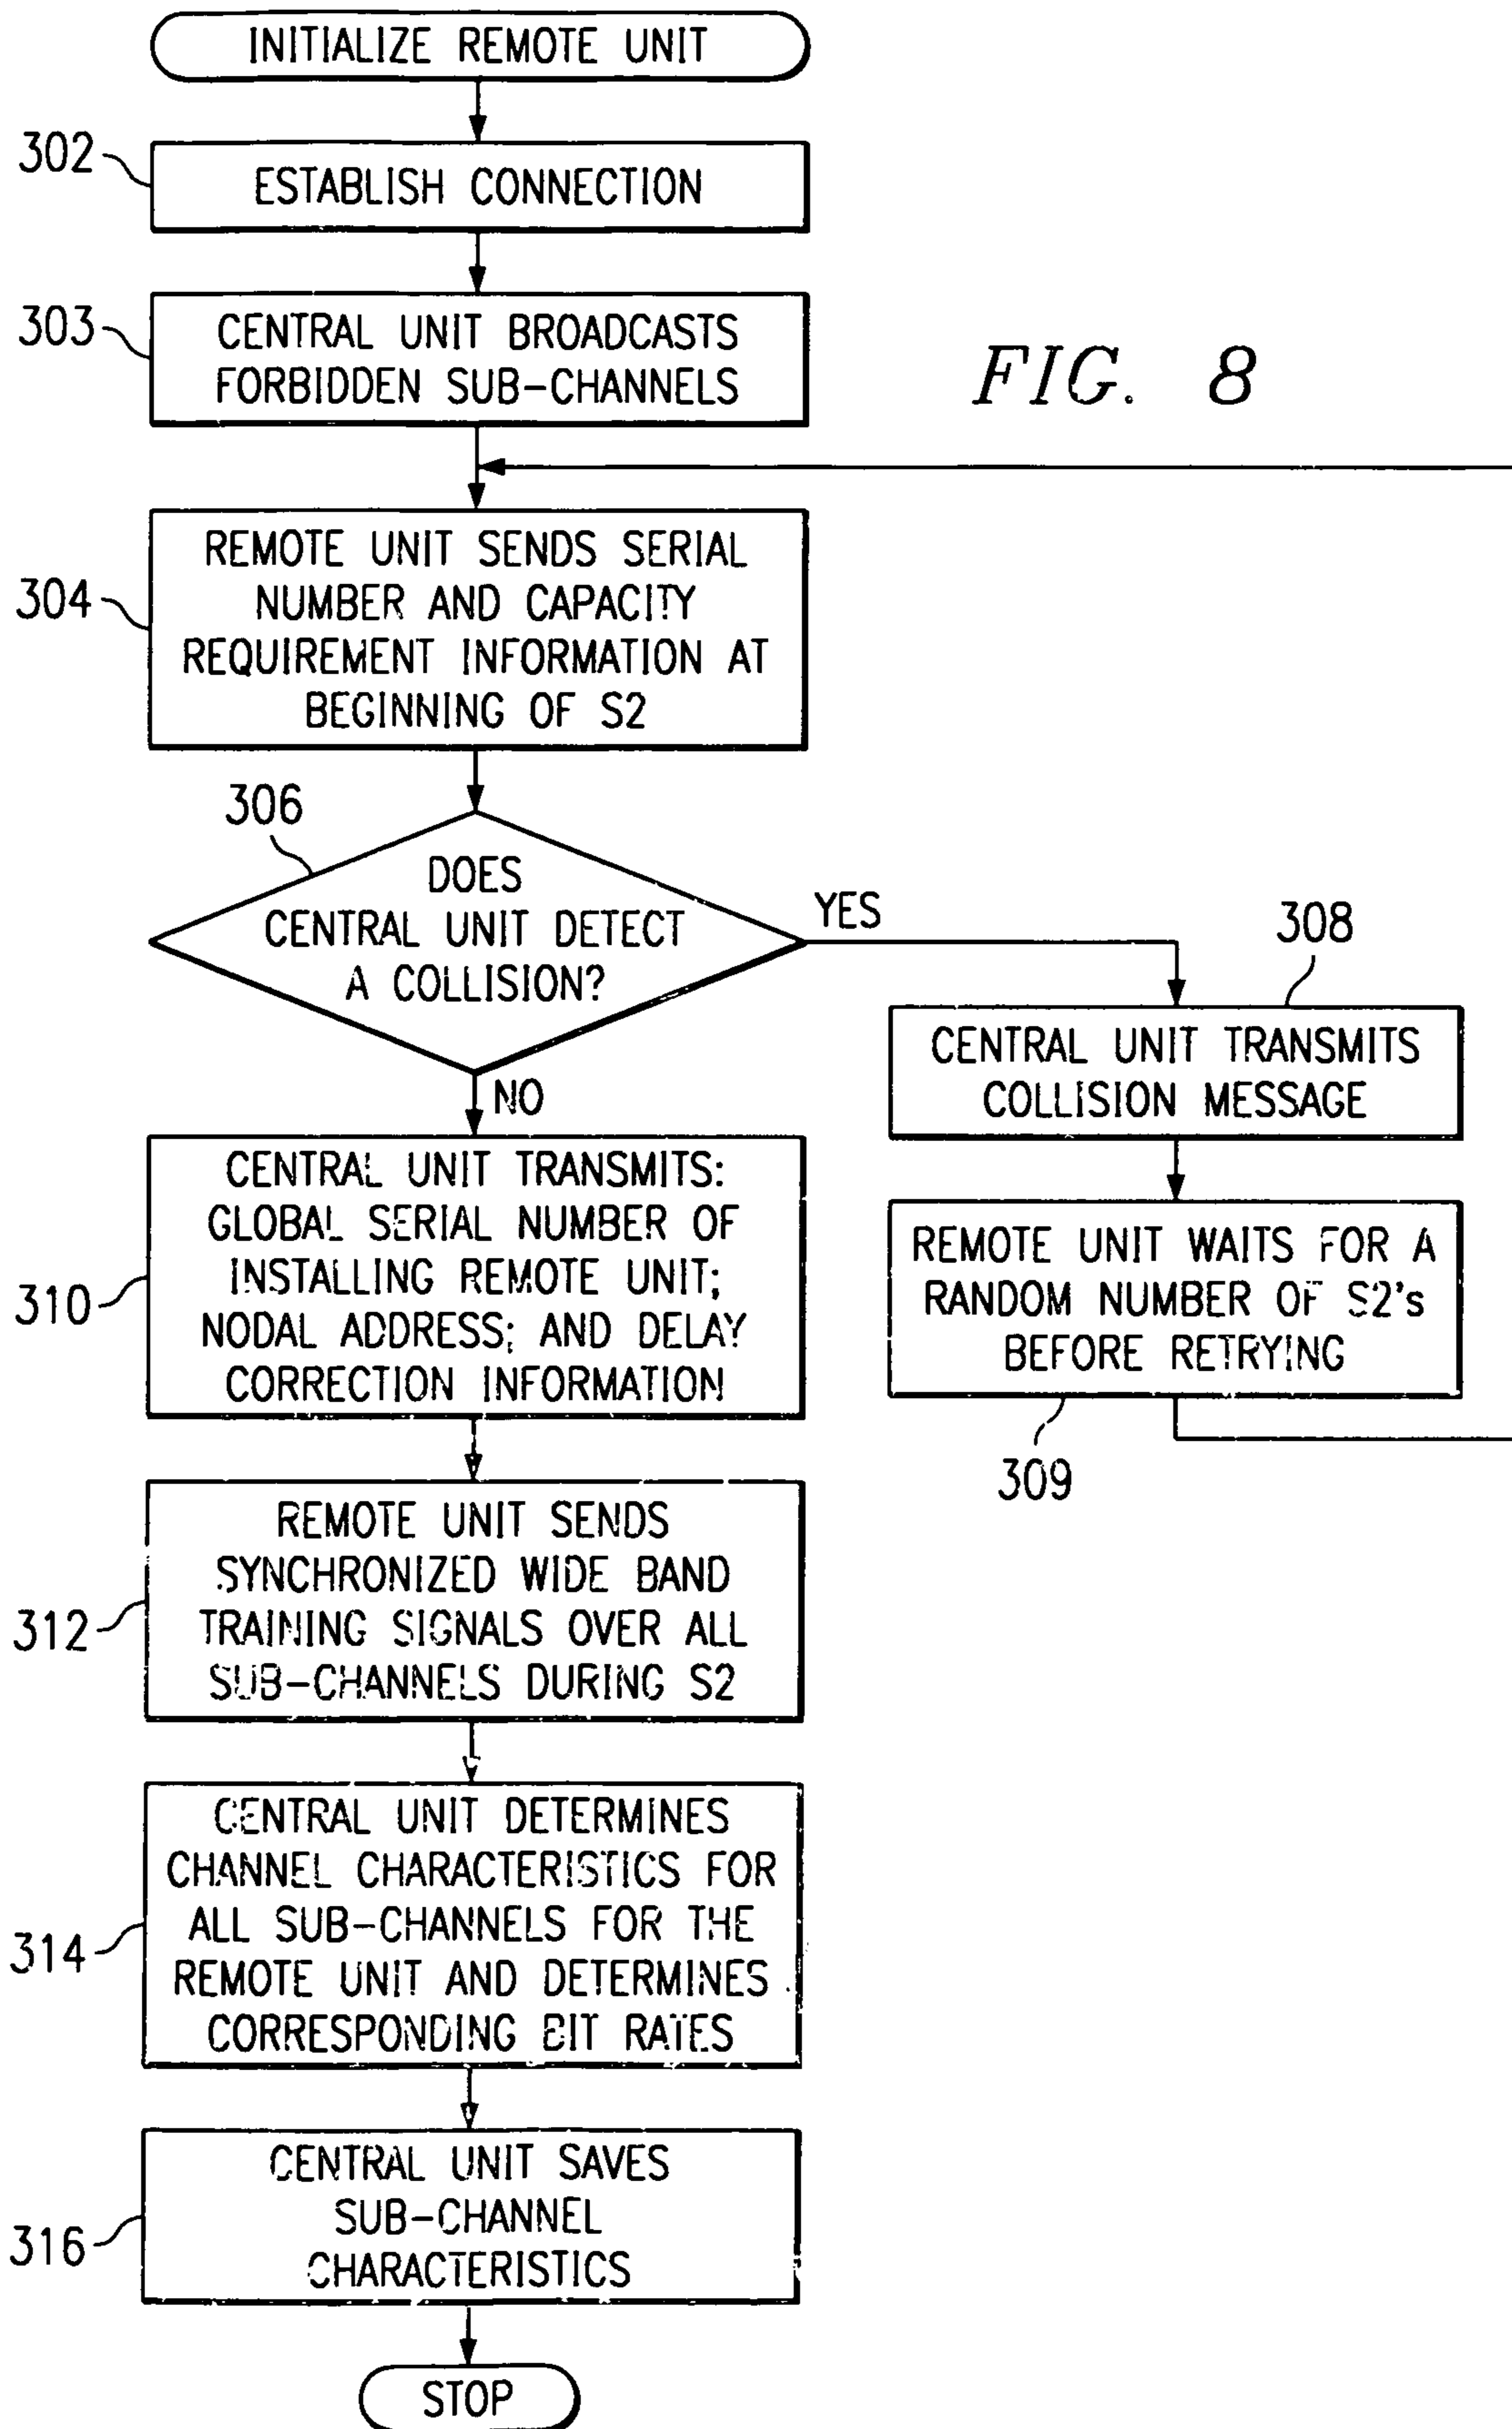 INITIALIZE REMOTE UNIT
302
ESTABLISH CONNECTION
303
CENTRAL UNIT BROADCASTS
FORBIDDEN SUB-CHANNELS
FIG. 8
304
REMOTE UNIT SENDS SERIAL
NUMBER AND CAPACITY
REQUIREMENT INFORMATION AT
BEGINNING OF S2
306
DOES
CENTRAL UNIT DETECT
A COLLISION?
YES
308
CENTRAL UNIT TRANSMITS
COLLISION MESSAGE
NO
310
CENTRAL UNIT TRANSMITS:
GLOBAL SERIAL NUMBER OF
INSTALLING REMOTE UNIT;
NODAL ADDRESS; AND DELAY
CORRECTION INFORMATION
REMOTE UNIT WAITS FOR A
RANDOM NUMBER OF S2's
BEFORE RETRYING
309
312
REMOTE UNIT SENDS
SYNCHRONIZED WIDE BAND
TRAINING SIGNALS OVER ALL
SUB-CHANNELS DURING S2
314
CENTRAL UNIT DETERMINES
CHANNEL CHARACTERISTICS FOR
ALL SUB-CHANNELS FOR THE
REMOTE UNIT AND DETERMINES
CORRESPONDING BIT RATES
316
CENTRAL UNIT SAVES
SUB-CHANNEL
CHARACTERISTICS
STOP